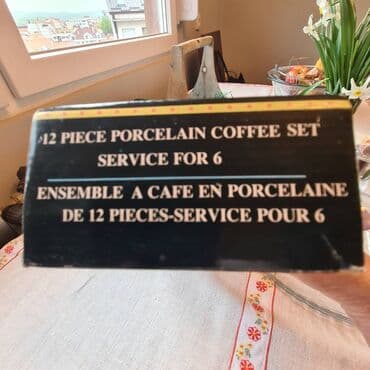 12 PIECE PORCELAIN COFFEE SET
SERVICE FOR 6
ENSEMBLE A CAFE EN PORCELAINE
DE 12 PIECES-SERVICE POUR 6